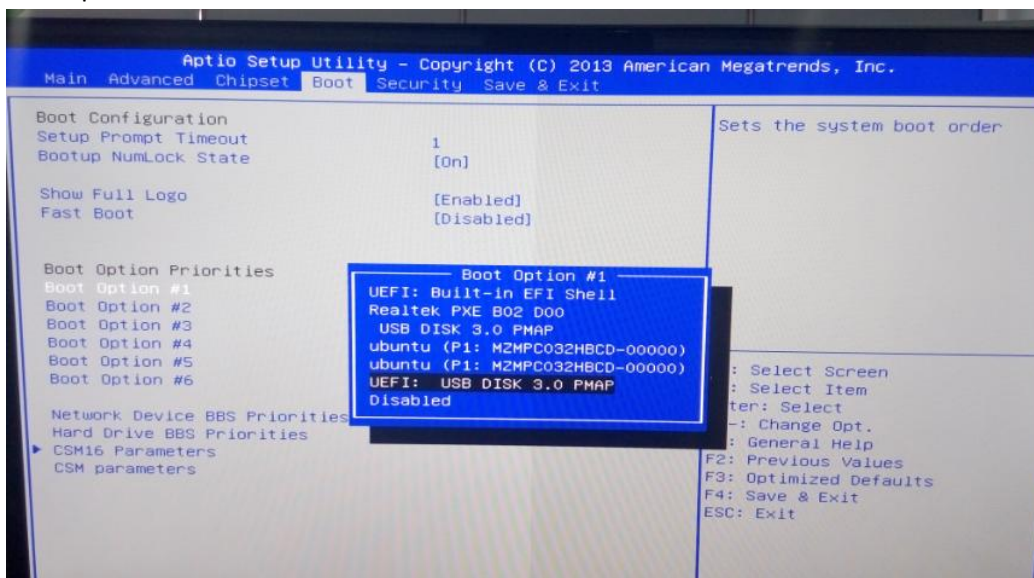 Aptio Setup Utility - Copyright (C) 2013 American Megatrends, Inc.
Main Advanced Chipset Boot Security Save & Exit
Boot Configuration
Setup Prompt Timeout 1
Bootup NumLock State [On]
Show Full Logo [Enabled]
Fast Boot [Disabled]
Boot Option Priorities
Boot Option #1
Boot Option #2
Boot Option #3
Boot Option #4
Boot Option #5
Boot Option #6
Network Device BBS Priorities
Hard Drive BBS Priorities
CSM16 Parameters
CSM parameters
Boot Option #1
UEFI: Built-in EFI Shell
Realtek PXE B02 D00
USB DISK 3.0 PMAP
ubuntu (P1: MZMPC032HBCD-00000)
ubuntu (P1: MZMPC032HBCD-00000)
UEFI: USB DISK 3.0 PMAP
Disabled
Sets the system boot order
: Select Screen
: Select Item
ter: Select
-: Change Opt.
: General Help
F2: Previous Values
F3: Optimized Defaults
F4: Save & Exit
ESC: Exit